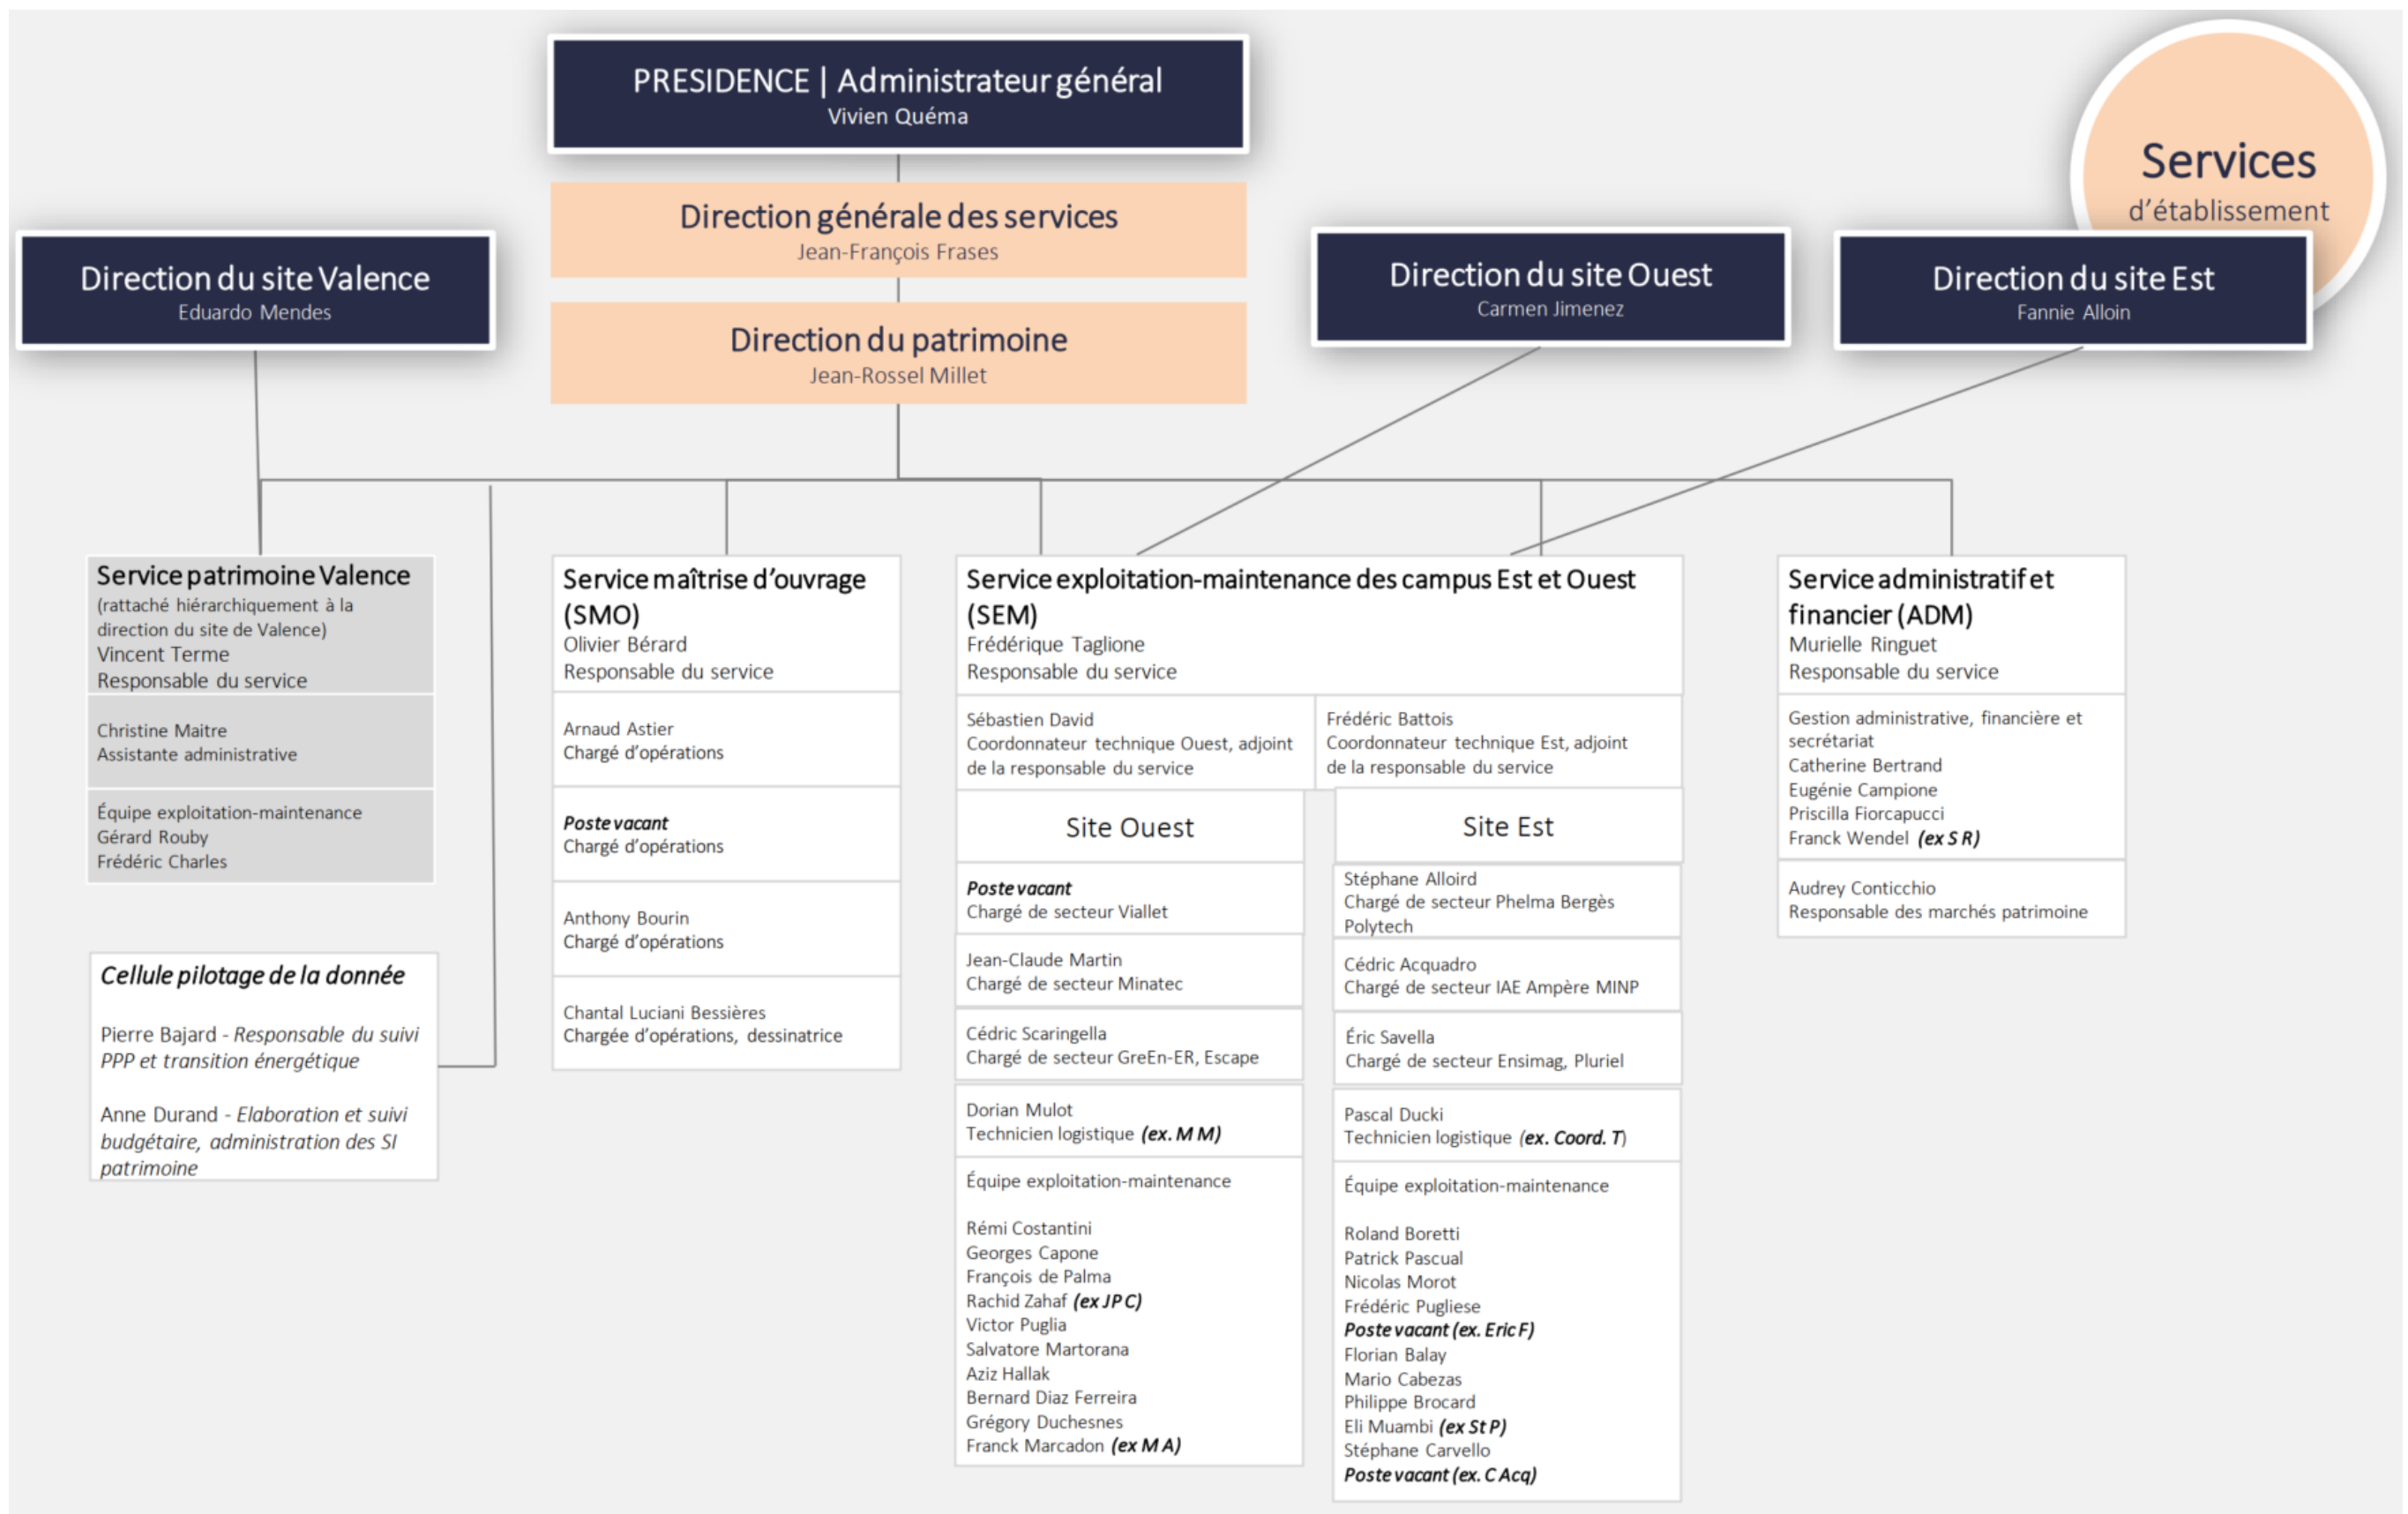 PRESIDENCE | Administrateur général
Vivien Quéma
Services
d'établissement
Direction générale des services
Jean-François Frases
Direction du site Valence
Eduardo Mendes
Direction du site Ouest
Carmen Jimenez
Direction du site Est
Fannie Alloin
Direction du patrimoine
Jean-Rossel Millet
Service patrimoine Valence
(rattaché hiérarchiquement à la
direction du site de Valence)
Vincent Terme
Responsable du service
Christine Maitre
Assistante administrative
Équipe exploitation-maintenance
Gérard Rouby
Frédéric Charles
Cellule pilotage de la donnée
Pierre Bajard - Responsable du suivi
PPP et transition énergétique
Anne Durand - Elaboration et suivi
budgétaire, administration des SI
patrimoine
Service maîtrise d'ouvrage
(SMO)
Olivier Bérard
Responsable du service
Arnaud Astier
Chargé d'opérations
Poste vacant
Chargé d'opérations
Anthony Bourin
Chargé d'opérations
Chantal Luciani Bessières
Chargée d'opérations, dessinatrice
Service exploitation-maintenance des campus Est et Ouest
(SEM)
Frédérique Taglione
Responsable du service
Sébastien David
Coordonnateur technique Ouest, adjoint
de la responsable du service
Frédéric Battois
Coordonnateur technique Est, adjoint
de la responsable du service
Site Ouest
Poste vacant
Chargé de secteur Viallet
Jean-Claude Martin
Chargé de secteur Minatec
Cédric Scaringella
Chargé de secteur GreEn-ER, Escape
Dorian Mulot
Technicien logistique (ex. M M)
Équipe exploitation-maintenance
Rémi Costantini
Georges Capone
François de Palma
Rachid Zahaf (ex JP C)
Victor Puglia
Salvatore Martorana
Aziz Hallak
Bernard Diaz Ferreira
Grégory Duchesnes
Franck Marcadon (ex M A)
Site Est
Stéphane Alloird
Chargé de secteur Phelma Bergès
Polytech
Cédric Acquadro
Chargé de secteur IAE Ampère MINP
Éric Savella
Chargé de secteur Ensimag, Pluriel
Pascal Ducki
Technicien logistique (ex. Coord. T)
Équipe exploitation-maintenance
Roland Boretti
Patrick Pascual
Nicolas Morot
Frédéric Pugliese
Poste vacant (ex. Eric F)
Florian Balay
Mario Cabezas
Philippe Brocard
Eli Muambi (ex St P)
Stéphane Carvello
Poste vacant (ex. C Acq)
Service administratif et
financier (ADM)
Murielle Ringuet
Responsable du service
Gestion administrative, financière et
secrétariat
Catherine Bertrand
Eugénie Campione
Priscilla Fiorcapucci
Franck Wendel (ex S R)
Audrey Conticchio
Responsable des marchés patrimoine